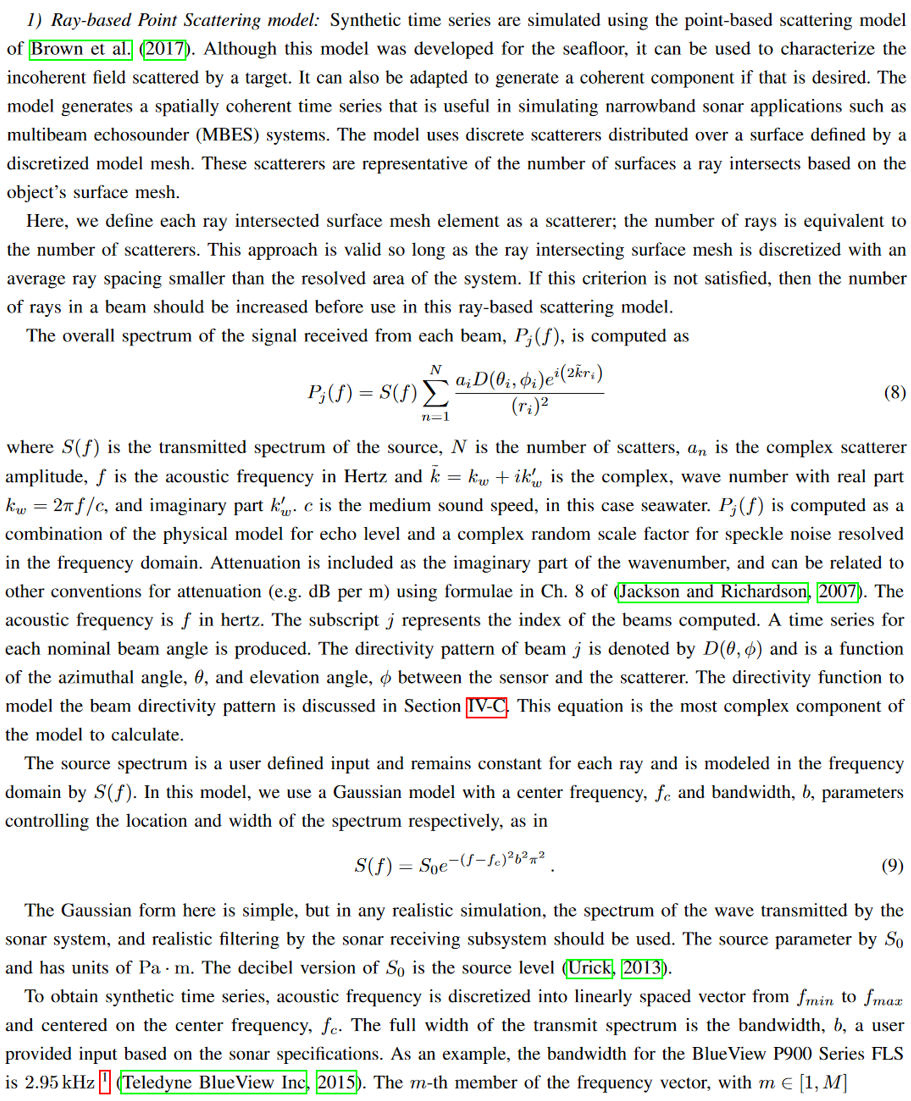 1) Ray-based Point Scattering model: Synthetic time series are simulated using the point-based scattering model
of Brown et al. (2017). Although this model was developed for the seafloor, it can be used to characterize the
incoherent field scattered by a target. It can also be adapted to generate a coherent component if that is desired. The
model generates a spatially coherent time series that is useful in simulating narrowband sonar applications such as
multibeam echosounder (MBES) systems. The model uses discrete scatterers distributed over a surface defined by a
discretized model mesh. These scatterers are representative of the number of surfaces a ray intersects based on the
object's surface mesh.
Here, we define each ray intersected surface mesh element as a scatterer; the number of rays is equivalent to
the number of scatterers. This approach is valid so long as the ray intersecting surface mesh is discretized with an
average ray spacing smaller than the resolved area of the system. If this criterion is not satisfied, then the number
of rays in a beam should be increased before use in this ray-based scattering model.
The overall spectrum of the signal received from each beam, P_j(f), is computed as
P_j(f) = S(f) \sum_{n=1}^{N} \frac{a_i D(\theta_i, \phi_i) e^{i(2\tilde{k}r_i)}}{(r_i)^2} (8)
where S(f) is the transmitted spectrum of the source, N is the number of scatters, a_n is the complex scatterer
amplitude, f is the acoustic frequency in Hertz and \tilde{k} = k_w + ik'_w is the complex, wave number with real part
k_w = 2πf/c, and imaginary part k'_w. c is the medium sound speed, in this case seawater. P_j(f) is computed as a
combination of the physical model for echo level and a complex random scale factor for speckle noise resolved
in the frequency domain. Attenuation is included as the imaginary part of the wavenumber, and can be related to
other conventions for attenuation (e.g. dB per m) using formulae in Ch. 8 of (Jackson and Richardson, 2007). The
acoustic frequency is f in hertz. The subscript j represents the index of the beams computed. A time series for
each nominal beam angle is produced. The directivity pattern of beam j is denoted by D(θ, φ) and is a function
of the azimuthal angle, θ, and elevation angle, φ between the sensor and the scatterer. The directivity function to
model the beam directivity pattern is discussed in Section IV-C. This equation is the most complex component of
the model to calculate.
The source spectrum is a user defined input and remains constant for each ray and is modeled in the frequency
domain by S(f). In this model, we use a Gaussian model with a center frequency, f_c and bandwidth, b, parameters
controlling the location and width of the spectrum respectively, as in
S(f) = S_0 e^{-(f-f_c)^2 b^2 π^2} . (9)
The Gaussian form here is simple, but in any realistic simulation, the spectrum of the wave transmitted by the
sonar system, and realistic filtering by the sonar receiving subsystem should be used. The source parameter by S_0
and has units of Pa · m. The decibel version of S_0 is the source level (Urick, 2013).
To obtain synthetic time series, acoustic frequency is discretized into linearly spaced vector from f_{min} to f_{max}
and centered on the center frequency, f_c. The full width of the transmit spectrum is the bandwidth, b, a user
provided input based on the sonar specifications. As an example, the bandwidth for the BlueView P900 Series FLS
is 2.95 kHz ^1 (Teledyne BlueView Inc, 2015). The m-th member of the frequency vector, with m ∈ [1, M]